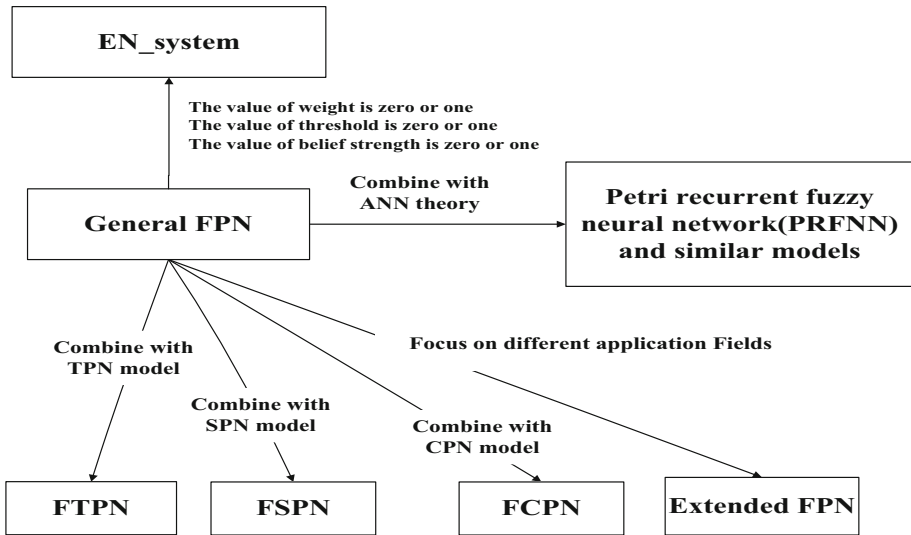 EN_system
The value of weight is zero or one
The value of threshold is zero or one
The value of belief strength is zero or one
General FPN
Combine with
ANN theory
Petri recurrent fuzzy
neural network(PRFNN)
and similar models
Combine with
TPN model
Combine with
SPN model
Combine with
CPN model
Focus on different application Fields
FTPN
FSPN
FCPN
Extended FPN